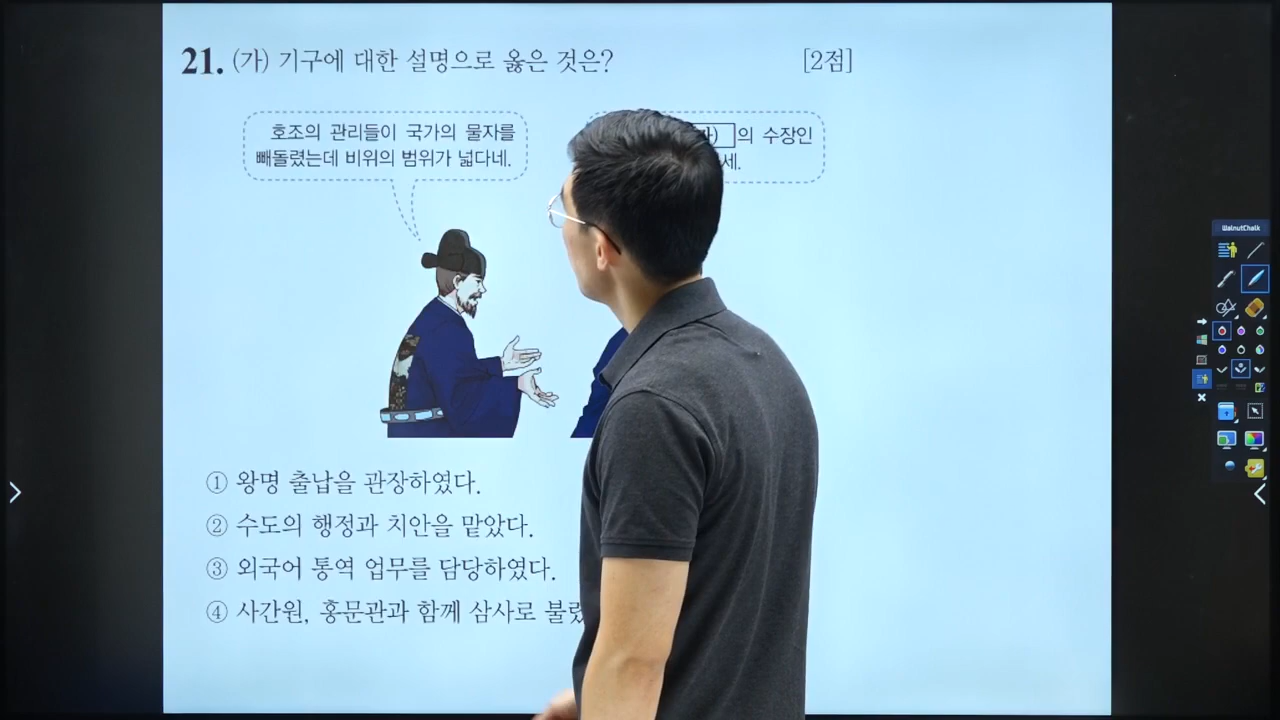 21. (가) 기구에 대한 설명으로 옳은 것은? [2점]
호조의 관리들이 국가의 물자를
빼돌렸는데 비위의 범위가 넓다네.
의 수장인
① 왕명 출납을 관장하였다.
② 수도의 행정과 치안을 맡았다.
③ 외국어 통역 업무를 담당하였다.
④ 사간원, 홍문관과 함께 삼사로
WalnutChalk